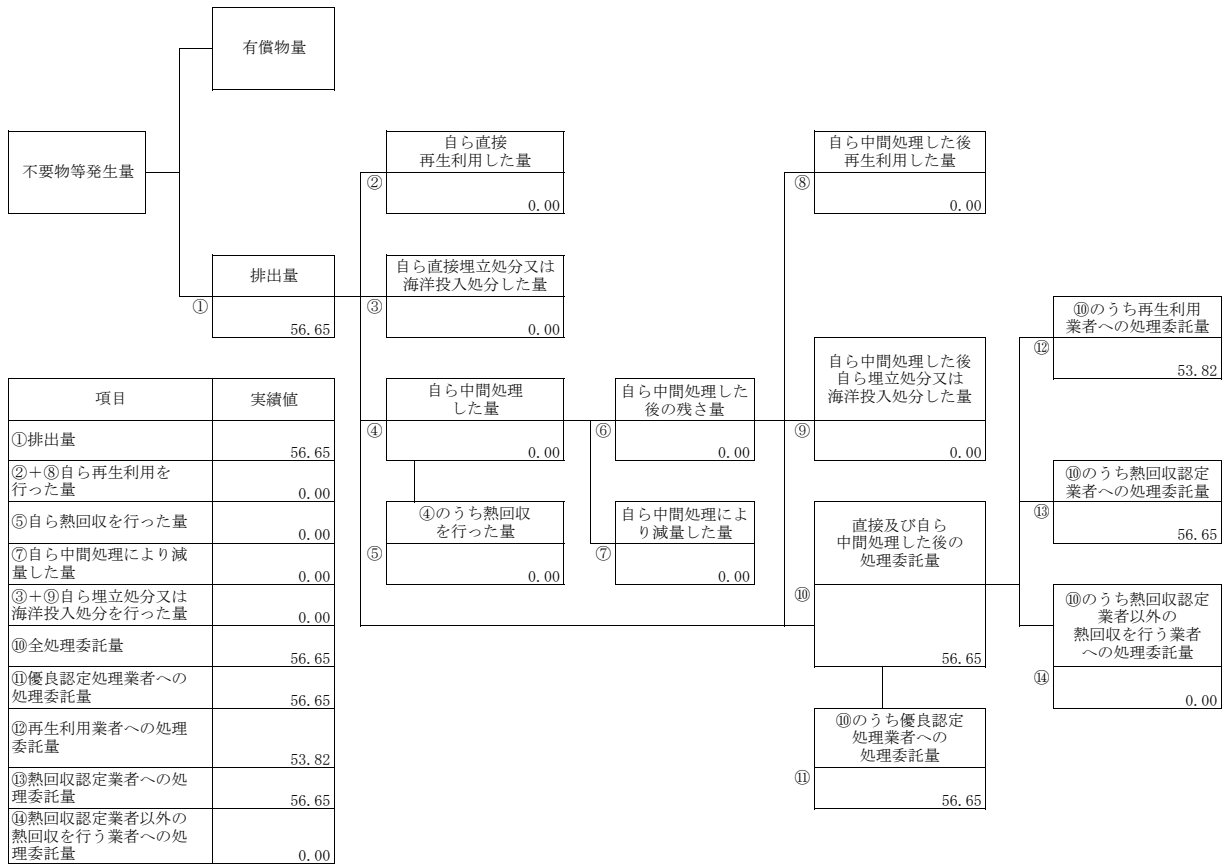 有償物量
不要物等発生量
自ら直接
再生利用した量
②
0.00
自ら中間処理した後
再生利用した量
⑧
0.00
排出量
①
56.65
自ら直接埋立処分又は
海洋投入処分した量
③
0.00
⑩のうち再生利用
業者への処理委託量
⑫
53.82
自ら中間処理
した量
④
0.00
自ら中間処理した
後の残さ量
⑥
0.00
自ら中間処理した後
自ら埋立処分又は
海洋投入処分した量
⑨
0.00
⑩のうち熱回収認定
業者への処理委託量
⑬
56.65
④のうち熱回収
を行った量
⑤
0.00
自ら中間処理によ
り減量した量
⑦
0.00
直接及び自ら
中間処理した後の
処理委託量
⑩
56.65
⑩のうち熱回収認定
業者以外の
熱回収を行う業者
への処理委託量
⑭
0.00
⑩のうち優良認定
処理業者への
処理委託量
⑪
56.65
項目 実績値
①排出量
56.65
②+⑧自ら再生利用を
行った量 0.00
⑤自ら熱回収を行った量
0.00
⑦自ら中間処理により減
量した量 0.00
③+⑨自ら埋立処分又は
海洋投入処分を行った量 0.00
⑩全処理委託量
56.65
⑪優良認定処理業者への
処理委託量 56.65
⑫再生利用業者への処理
委託量
53.82
⑬熱回収認定業者への処
理委託量 56.65
⑭熱回収認定業者以外の
熱回収を行う業者への処
理委託量 0.00